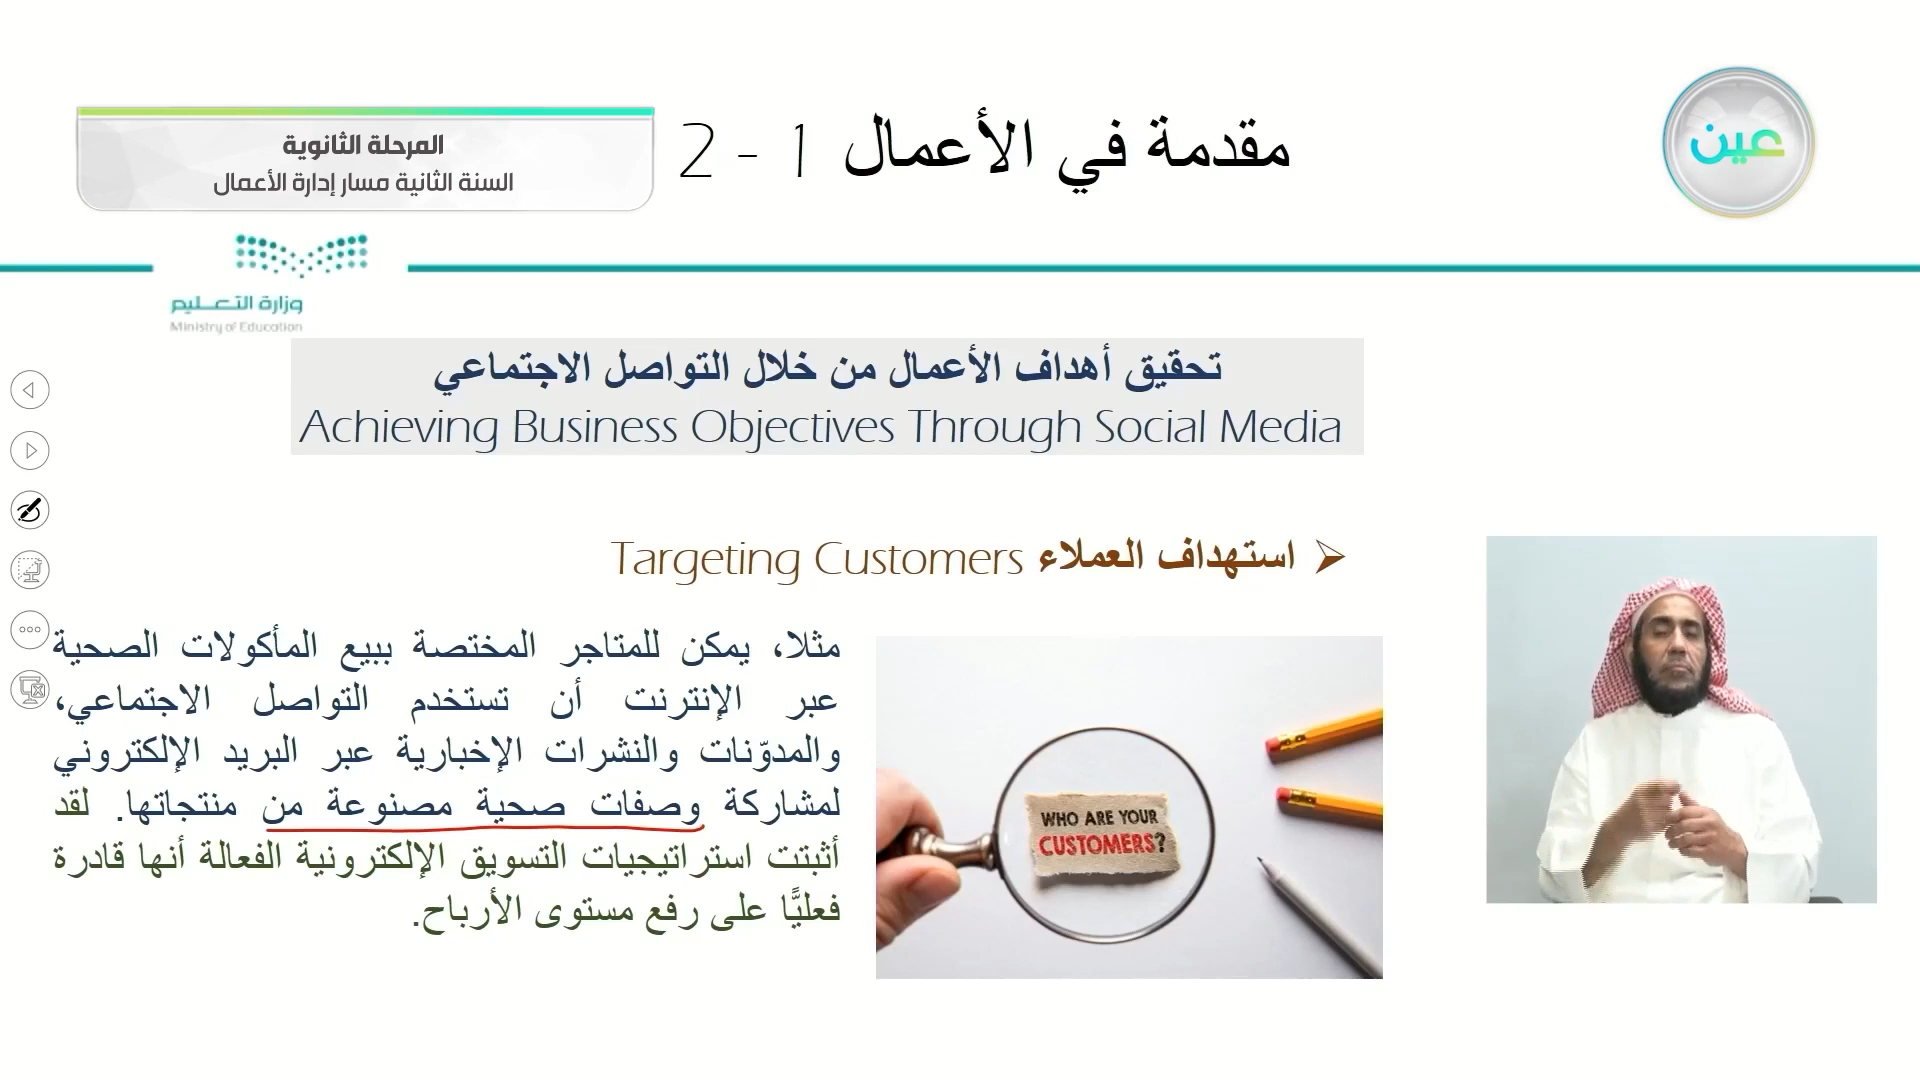 مقدمة في الأعمال 1 - 2
عين
المرحلة الثانوية
السنة الثانية مسار إدارة الأعمال
وزارة التعليم
Ministry of Education
تحقيق أهداف الأعمال من خلال التواصل الاجتماعي
Achieving Business Objectives Through Social Media
استهداف العملاء Targeting Customers
مثلا، يمكن للمتاجر المختصة ببيع المأكولات الصحية
عبر الإنترنت أن تستخدم التواصل الاجتماعي،
والمدوّنات والنشرات الإخبارية عبر البريد الإلكتروني
لمشاركة وصفات صحية مصنوعة من منتجاتها. لقد
أثبتت استراتيجيات التسويق الإلكترونية الفعالة أنها قادرة
فعليًّا على رفع مستوى الأرباح.
WHO ARE YOUR
CUSTOMERS?